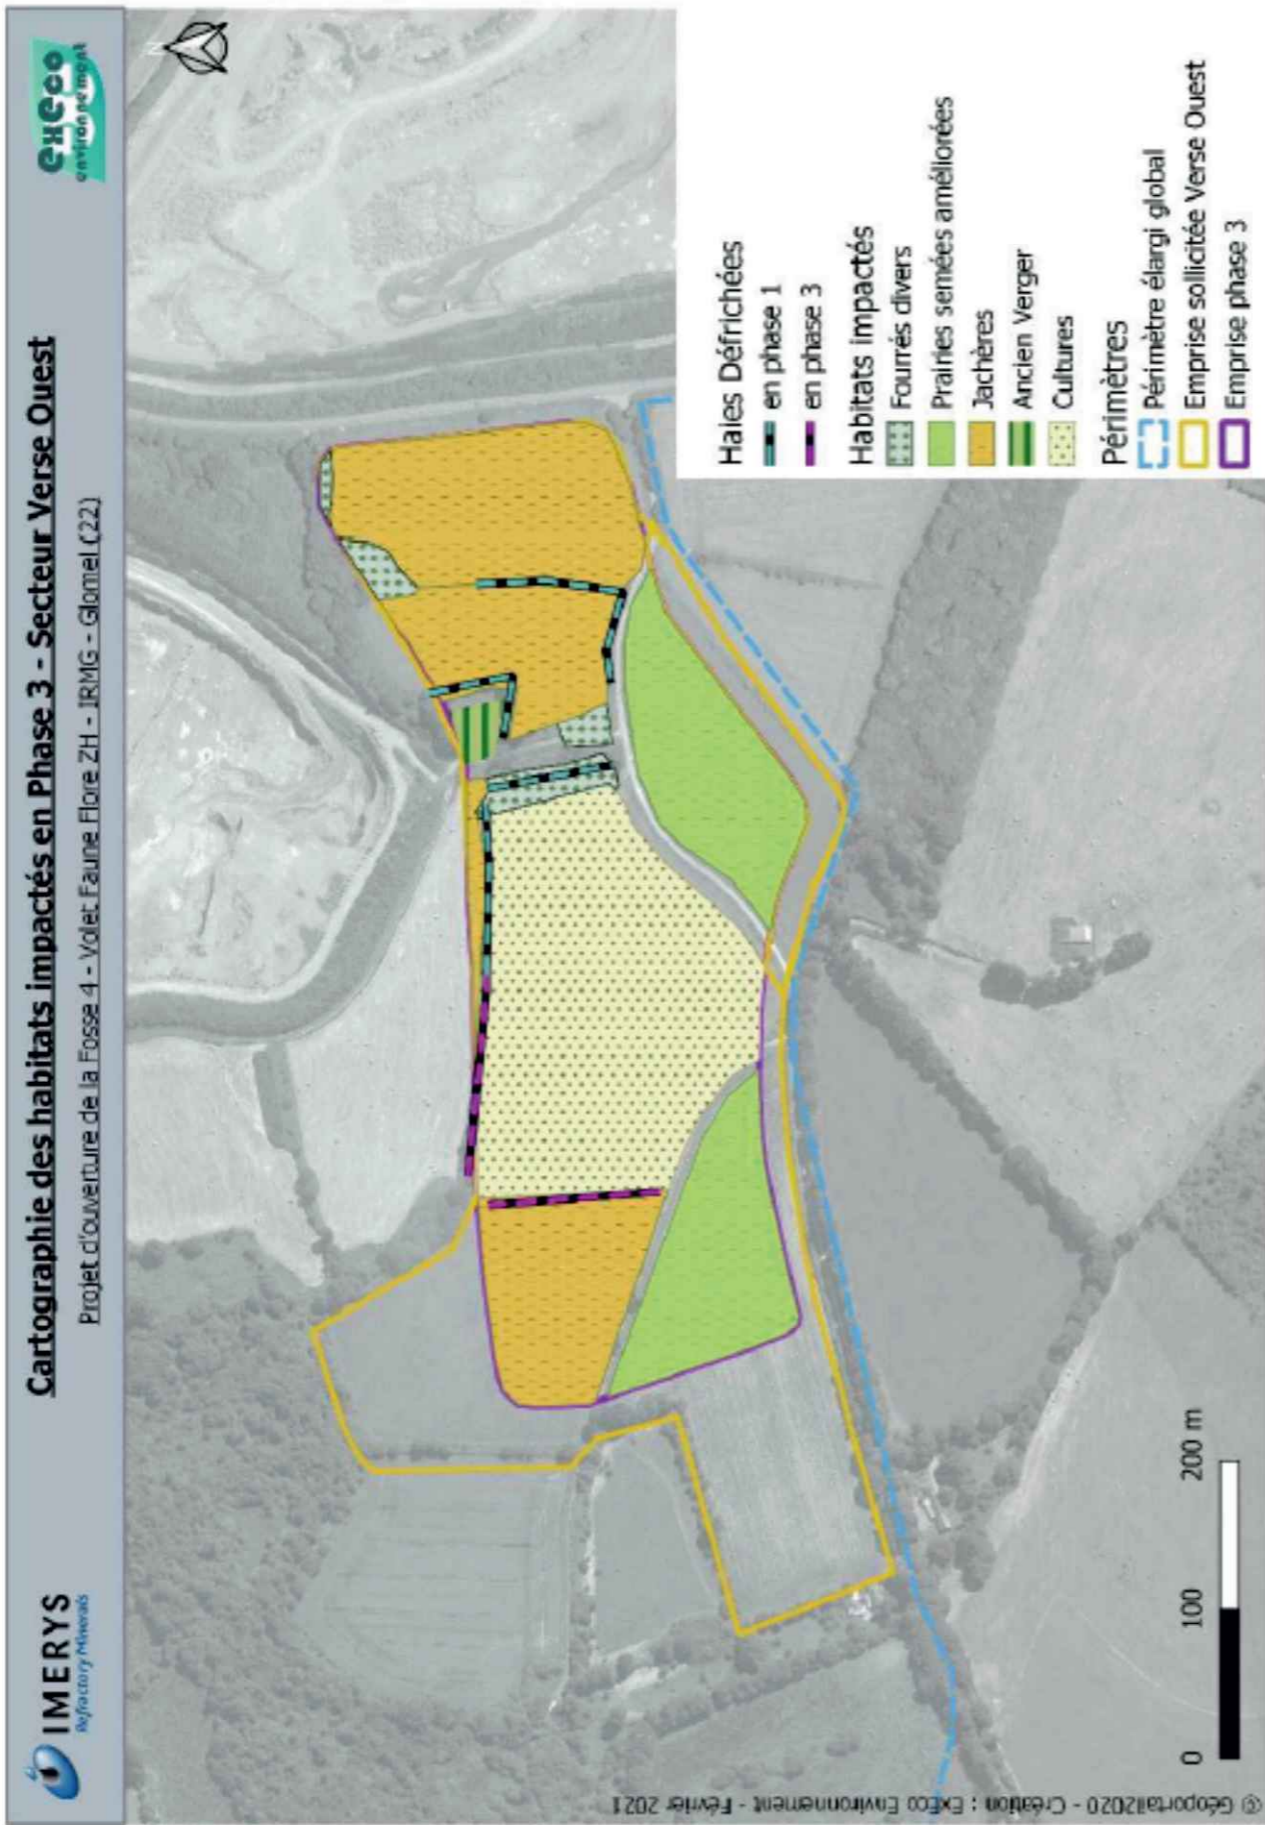 IMERYS
Refractory Minerals
Cartographie des habitats impactés en Phase 3 - Secteur Verse Ouest
Projet d'ouverture de la Fosse 4 - Volet Faune Flore ZH - IRMG - Glomel (22)
execo
environnement
N
Haies Défrichées
en phase 1
en phase 3
Habitats impactés
Fourrés divers
Prairies semées améliorées
Jachères
Ancien Verger
Cultures
Périmètres
Périmètre élargi global
Emprise sollicitée Verse Ouest
Emprise phase 3
0 100 200 m
© Géoportail2020 - Création : ExEco Environnement - Février 2021